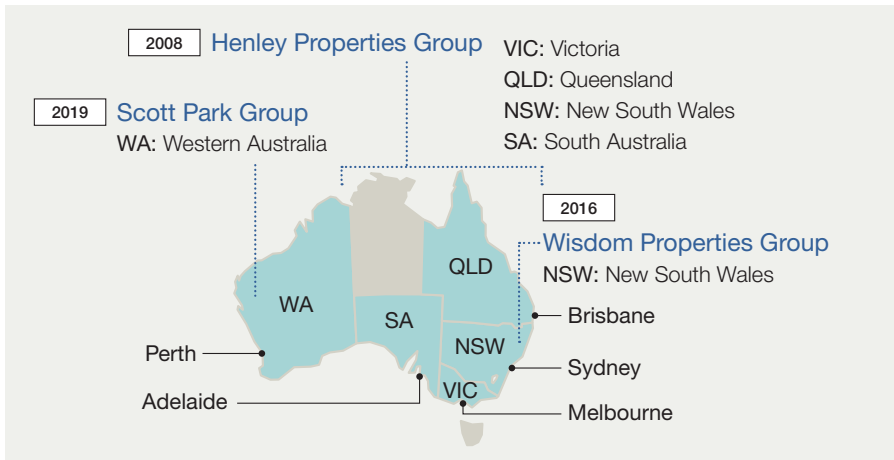 2008 Henley Properties Group
VIC: Victoria
QLD: Queensland
NSW: New South Wales
SA: South Australia
2019 Scott Park Group
WA: Western Australia
2016
Wisdom Properties Group
NSW: New South Wales
QLD
WA
SA
NSW
VIC
Brisbane
Perth
Sydney
Adelaide
Melbourne